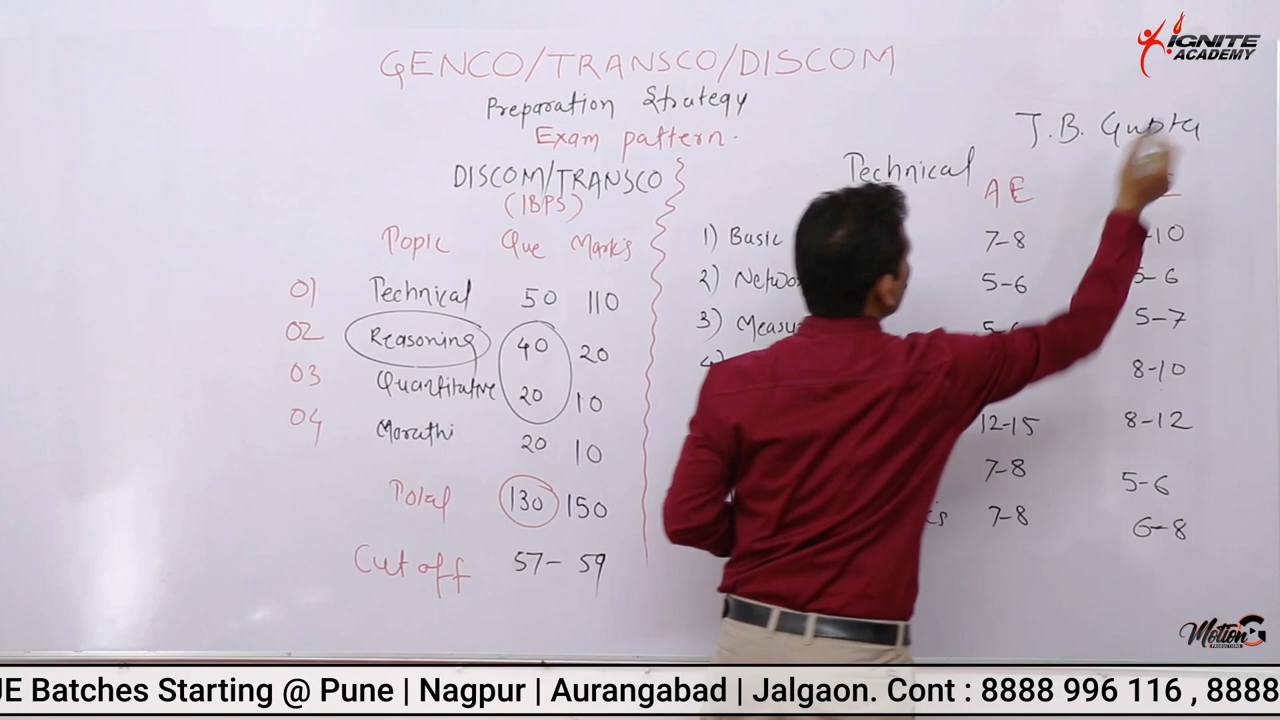 IGNITE
ACADEMY
GENCO/TRANSCO/DISCOM
Preparation Strategy
Exam pattern.
DISCOM/TRANSCO
(IBPS)
Topic Que Marks
01 Technical 50 110
02 Reasoning 40 20
03 Quantitative 20 10
04 Marathi 20 10
Total 130 150
Cut off 57-59
J.B. Gupta
Technical
AE
1) Basic 7-8 -10
2) Netwo 5-6 5-6
3) Measu 5-7
8-10
12-15 8-12
7-8 5-6
7-8 6-8
Motion G
PRODUCTIONS
JE Batches Starting @ Pune | Nagpur | Aurangabad | Jalgaon. Cont : 8888 996 116 , 8888